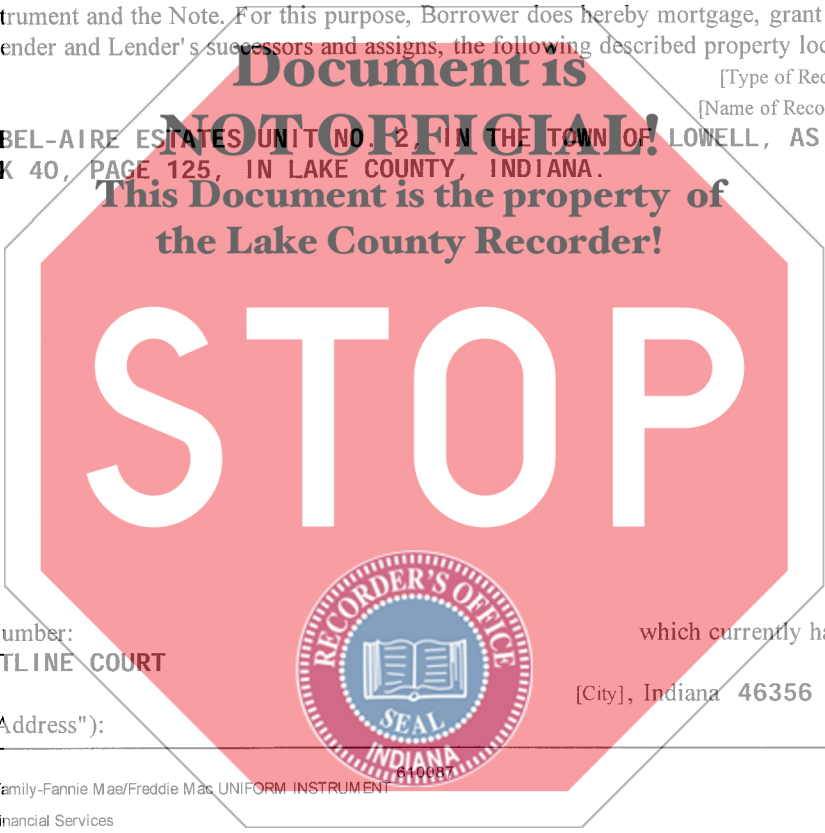 trument and the Note. For this purpose, Borrower does hereby mortgage, grant
ender and Lender's successors and assigns, the following described property loc
Document is
[Type of Rec
[Name of Reco
NOT OFFICIAL!
BEL-AIRE ESTATES UNIT NO. 2, IN THE TOWN OF LOWELL, AS
K 40, PAGE 125, IN LAKE COUNTY, INDIANA.
This Document is the property of
the Lake County Recorder!
STOP
RECORDER'S OFFICE
SEAL
INDIANA
umber:
which currently ha
TLINE COURT
[City], Indiana 46356
Address"):
610087
amily-Fannie Mae/Freddie Mac UNIFORM INSTRUMENT
inancial Services